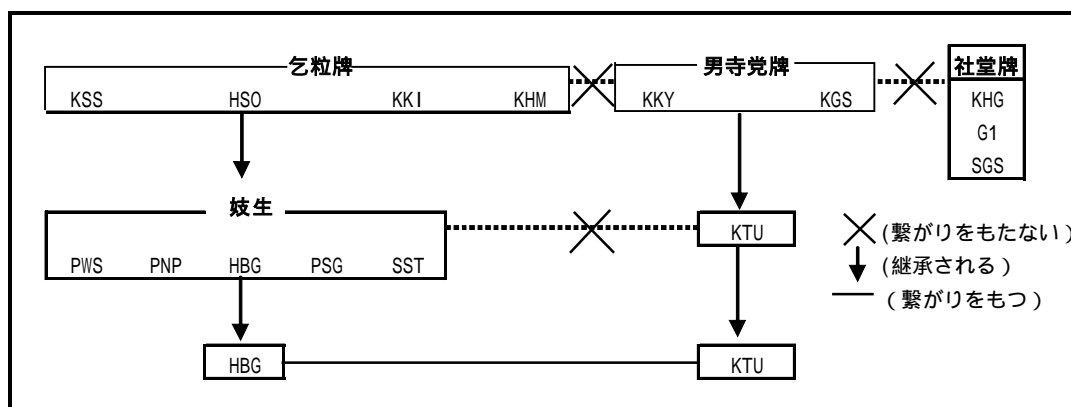 乞粒牌 男寺党牌 社堂牌
KSS HSO KKI KHM KKY KGS KHG
G1
SGS
妓生
KTU
PWS PNP HBG PSG SST
(繋がりをもたない)
(継承される)
(繋がりをもつ)
HBG KTU